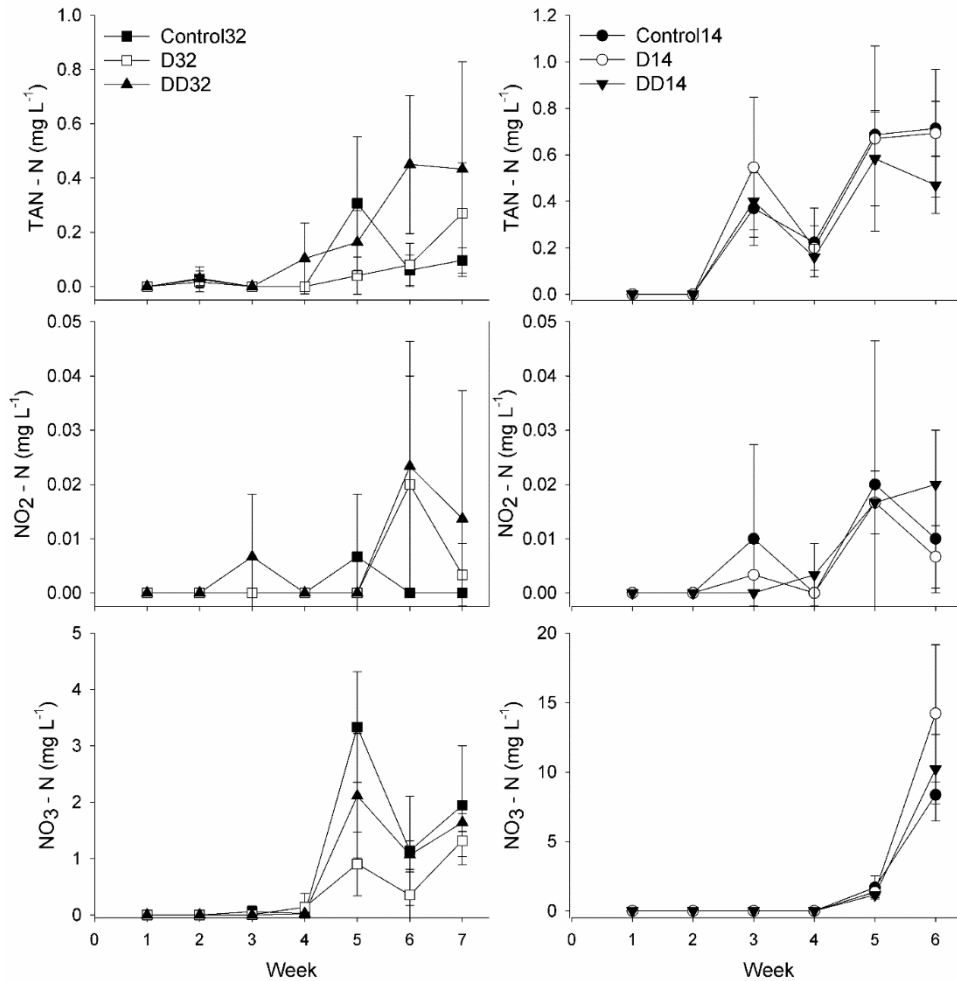 1.0
0.8
0.6
0.4
0.2
0.0
TAN - N (mg L⁻¹)
Control32
D32
DD32
1.2
1.0
0.8
0.6
0.4
0.2
0.0
TAN - N (mg L⁻¹)
Control14
D14
DD14
0.05
0.04
0.03
0.02
0.01
0.00
NO₂ - N (mg L⁻¹)
0.05
0.04
0.03
0.02
0.01
0.00
NO₂ - N (mg L⁻¹)
5
4
3
2
1
0
NO₃ - N (mg L⁻¹)
0 1 2 3 4 5 6 7
Week
20
15
10
5
0
NO₃ - N (mg L⁻¹)
0 1 2 3 4 5 6
Week